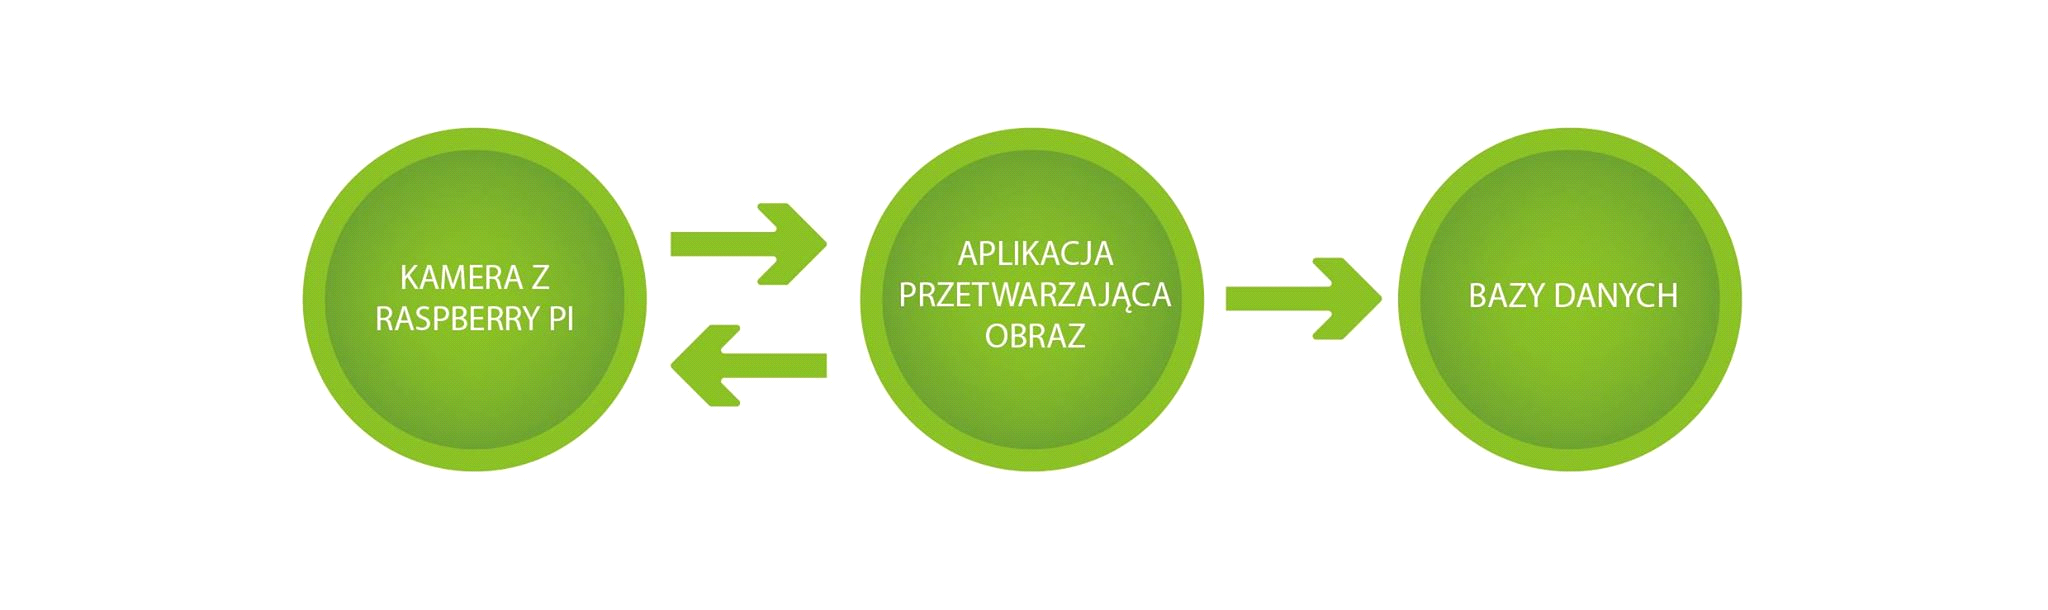 KAMERA Z
RASPBERRY PI
APLIKACJA
PRZETWARZAJĄCA
OBRAZ
BAZY DANYCH